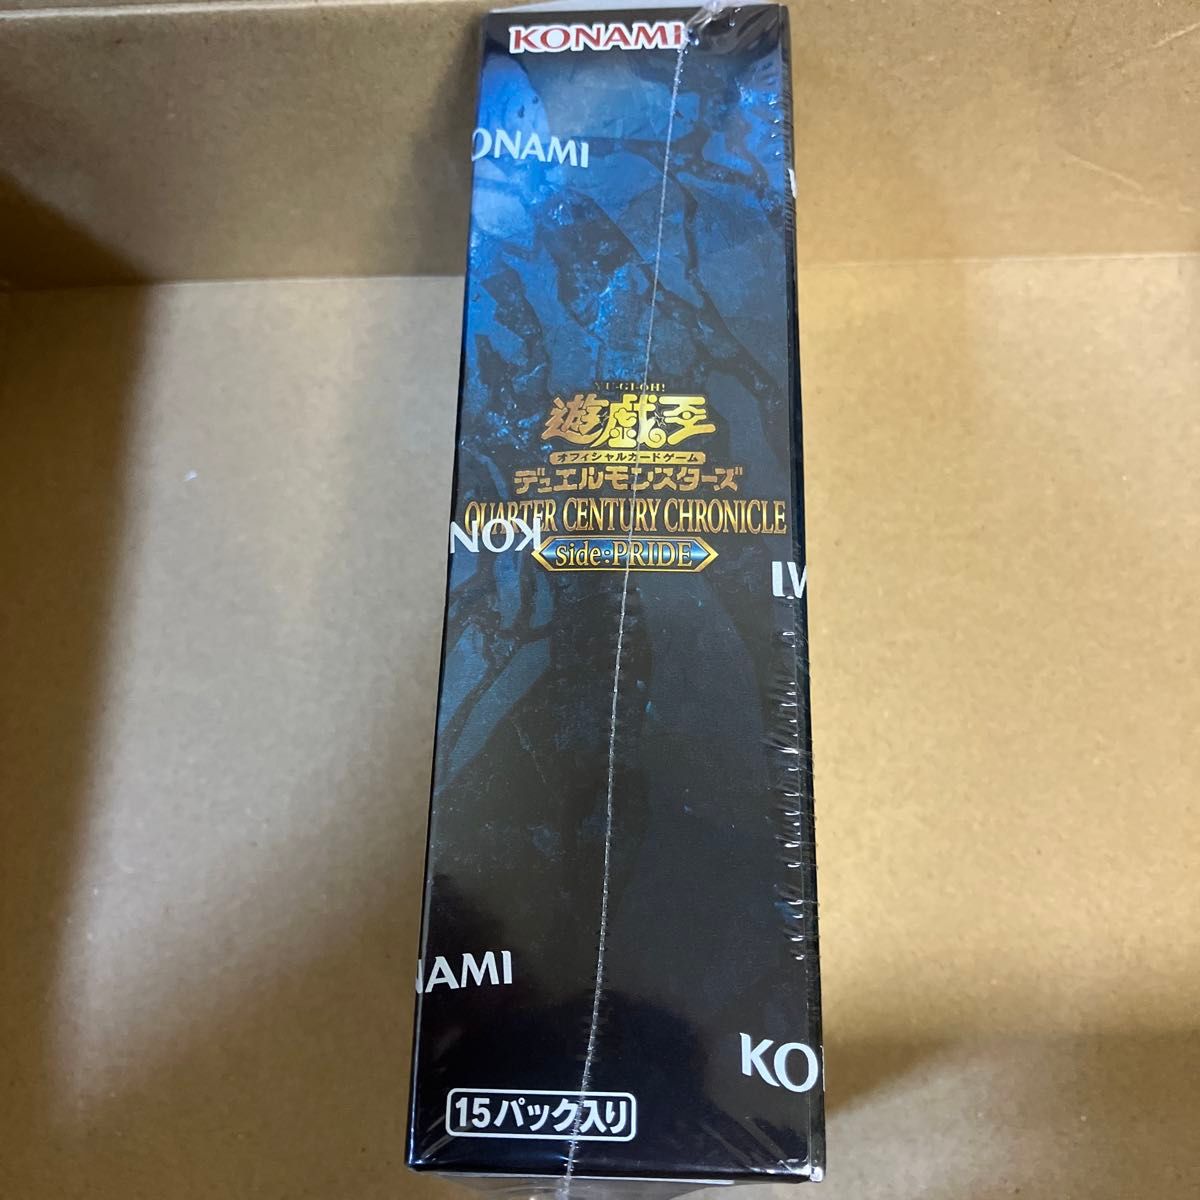 KONAMI
KONAMI
YU-GI-OH!
遊戯王
オフィシャルカードゲーム
デュエルモンスターズ
QUARTER CENTURY CHRONICLE
KON
side:PRIDE
MI
NAMI
KO
15パック入り